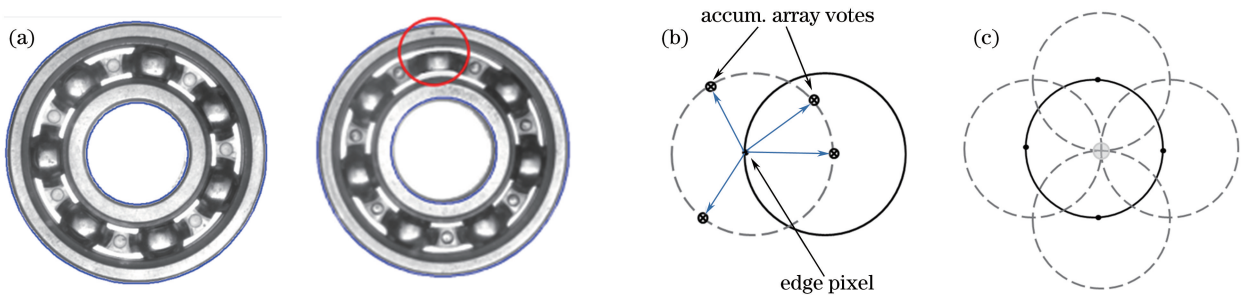 (a)
(b)
accum. array votes
edge pixel
(c)